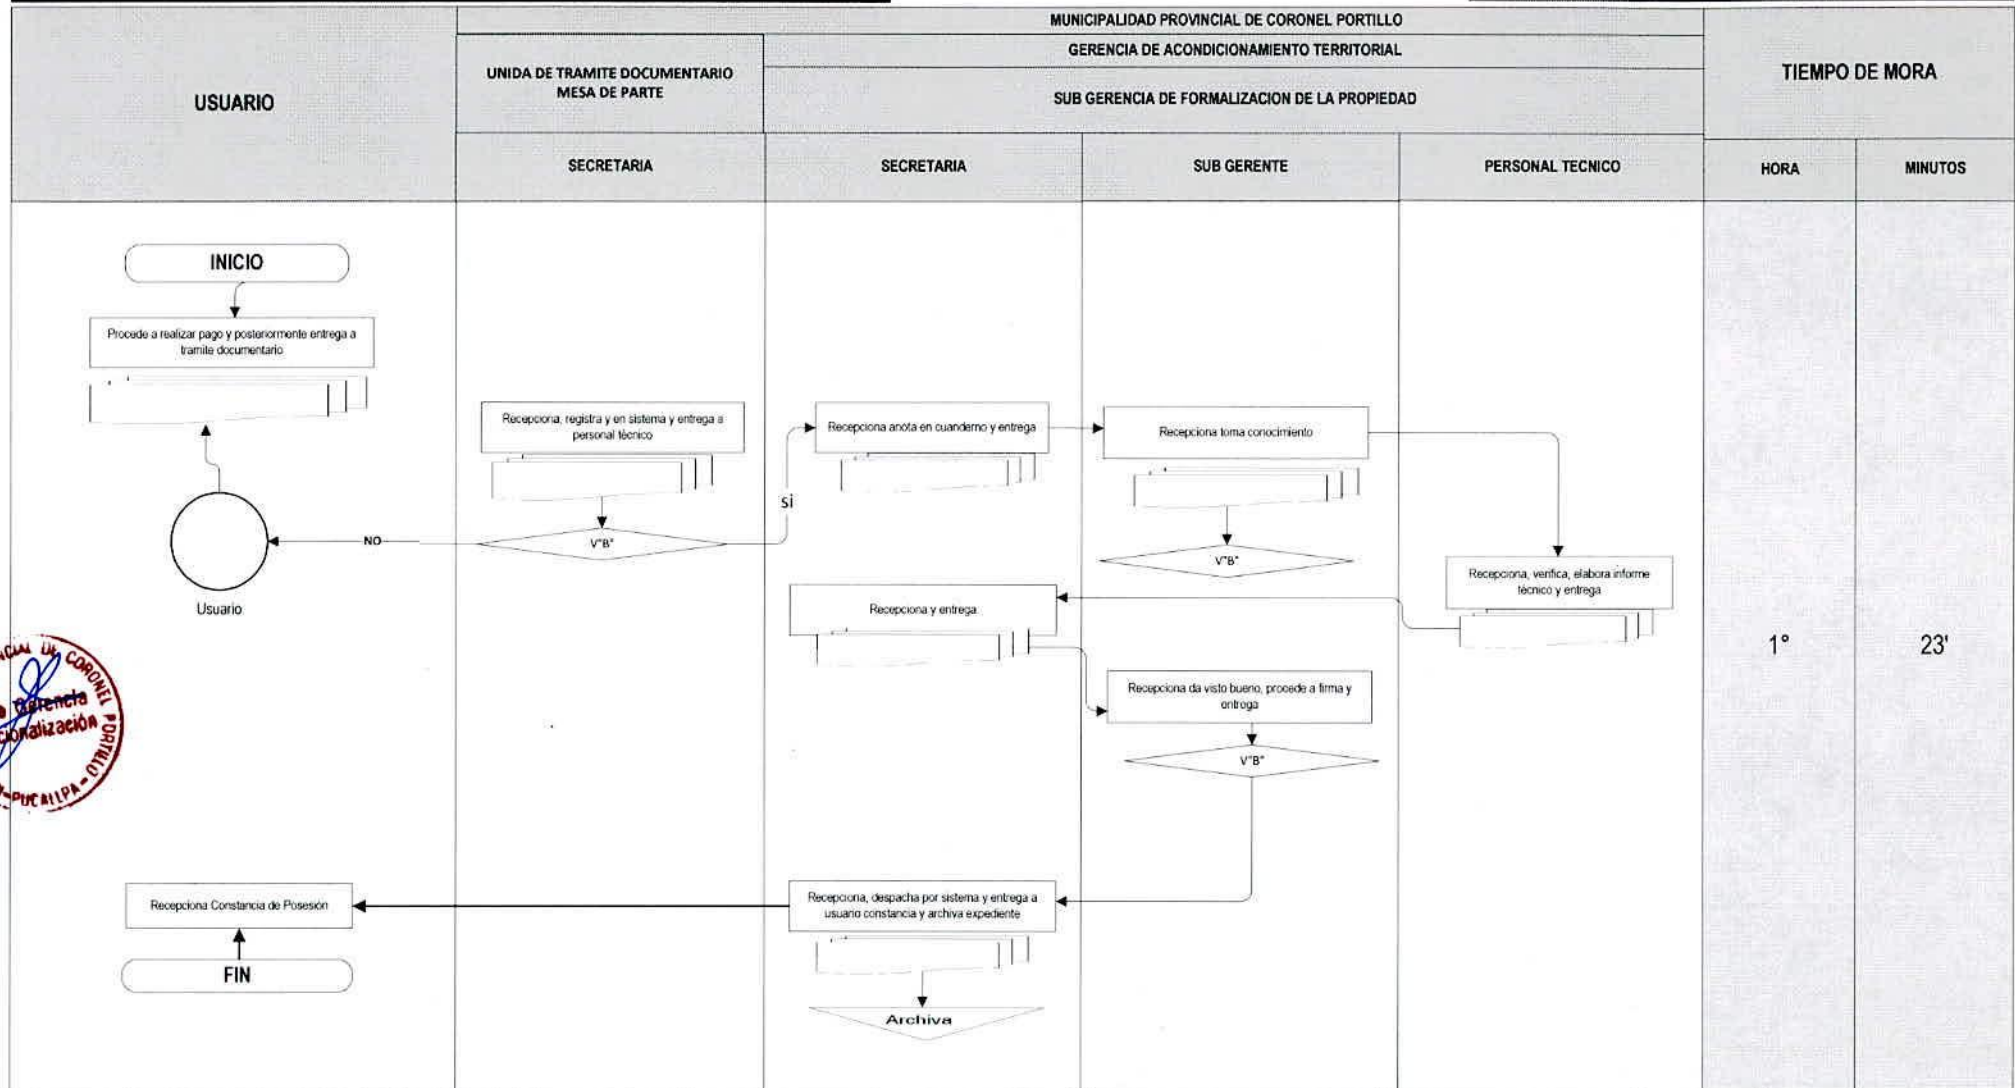 MUNICIPALIDAD PROVINCIAL DE CORONEL PORTILLO
GERENCIA DE ACONDICIONAMIENTO TERRITORIAL
UNIDA DE TRAMITE DOCUMENTARIO
MESA DE PARTE
SUB GERENCIA DE FORMALIZACION DE LA PROPIEDAD
USUARIO
TIEMPO DE MORA
SECRETARIA
SECRETARIA
SUB GERENTE
PERSONAL TECNICO
HORA
MINUTOS
INICIO
Procede a realizar pago y posteriormente entrega a
tramite documentario
Recepciona, registra y en sistema y entrega a
personal técnico
Recepciona anota en cuanderno y entrega
Recepciona toma conocimiento
si
NO
V"B"
V"B"
Recepciona, verifica, elabora informe
técnico y entrega
Usuario
Recepciona y entrega
1°
23'
Recepciona da visto bueno, procede a firma y
entrega
V"B"
DE CORONEL PORTILLO
Gerencia
PUCALLPA
Recepciona Constancia de Posesión
Recepciona, despacha por sistema y entrega a
usuario constancia y archiva expediente
FIN
Archiva